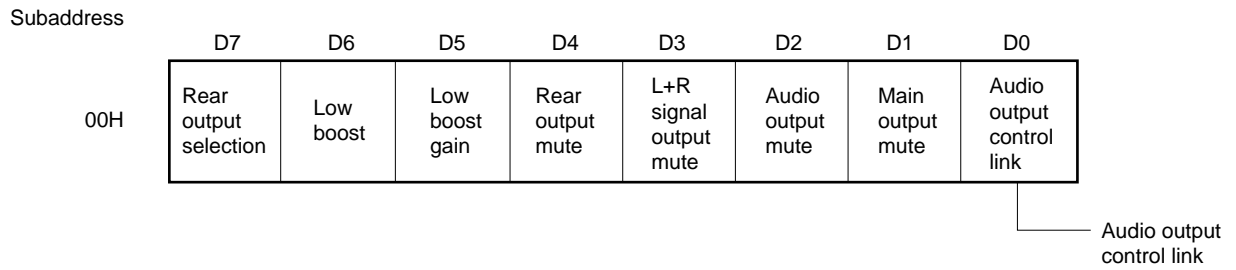 Subaddress
D7 D6 D5 D4 D3 D2 D1 D0
00H
Rear
output
selection
Low
boost
Low
boost
gain
Rear
output
mute
L+R
signal
output
mute
Audio
output
mute
Main
output
mute
Audio
output
control
link
Audio output
control link